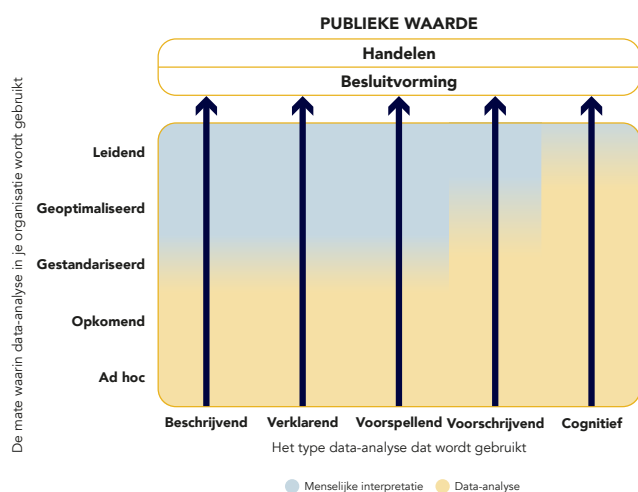 PUBLIEKE WAARDE
Handelen
Besluitvorming
De mate waarin data-analyse in je organisatie wordt gebruikt
Leidend
Geoptimaliseerd
Gestandariseerd
Opkomend
Ad hoc
Beschrijvend Verklarend Voorspellend Voorschrijvend Cognitief
Het type data-analyse dat wordt gebruikt
Menselijke interpretatie Data-analyse